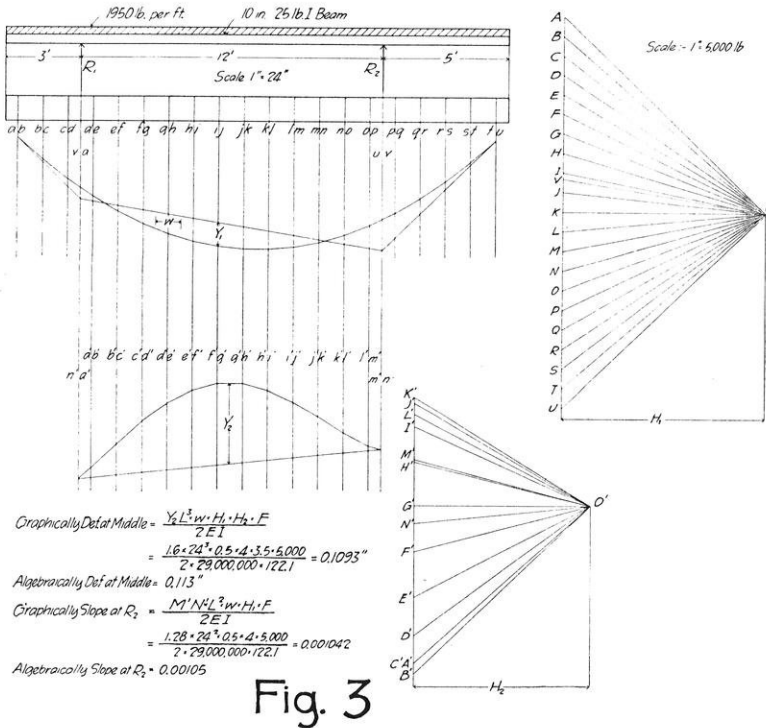 1950 lb. per ft.
10 in. 25 lb. I Beam
3'
12'
5'
R₁
R₂
Scale 1"= 24"
ab bc cd de ef fg gh hi ij jk kl lm mn no op pq qr rs st tu
va
uv
w
Y₁
a'b' b'c' c'd' d'e' e'f' f'g' g'h' h'i' i'j' j'k' k'l' l'm'
n'a'
m'n'
Y₂
A
B
C
D
E
F
G
H
I
V
J
K
L
M
N
O
P
Q
R
S
T
U
Scale :- 1"= 5,000 lb
H₁
K'
J'
L'
I'
M'
H'
G'
N'
F'
E'
D'
C'A'
B'
O'
H₂
Graphically Def. at Middle = Y₂·L³·w·H₁·H₂·F / 2EI
= 1.6×24³×0.5×4×3.5×5,000 / 2×29,000,000×122.1 = 0.1093"
Algebraically Def. at Middle = 0.113"
Graphically Slope at R₂ = M'N'·L²·w·H₁·F / 2EI
= 1.28×24²×0.5×4×5,000 / 2×29,000,000×122.1 = 0.001042
Algebraically Slope at R₂ = 0.00105
Fig. 3